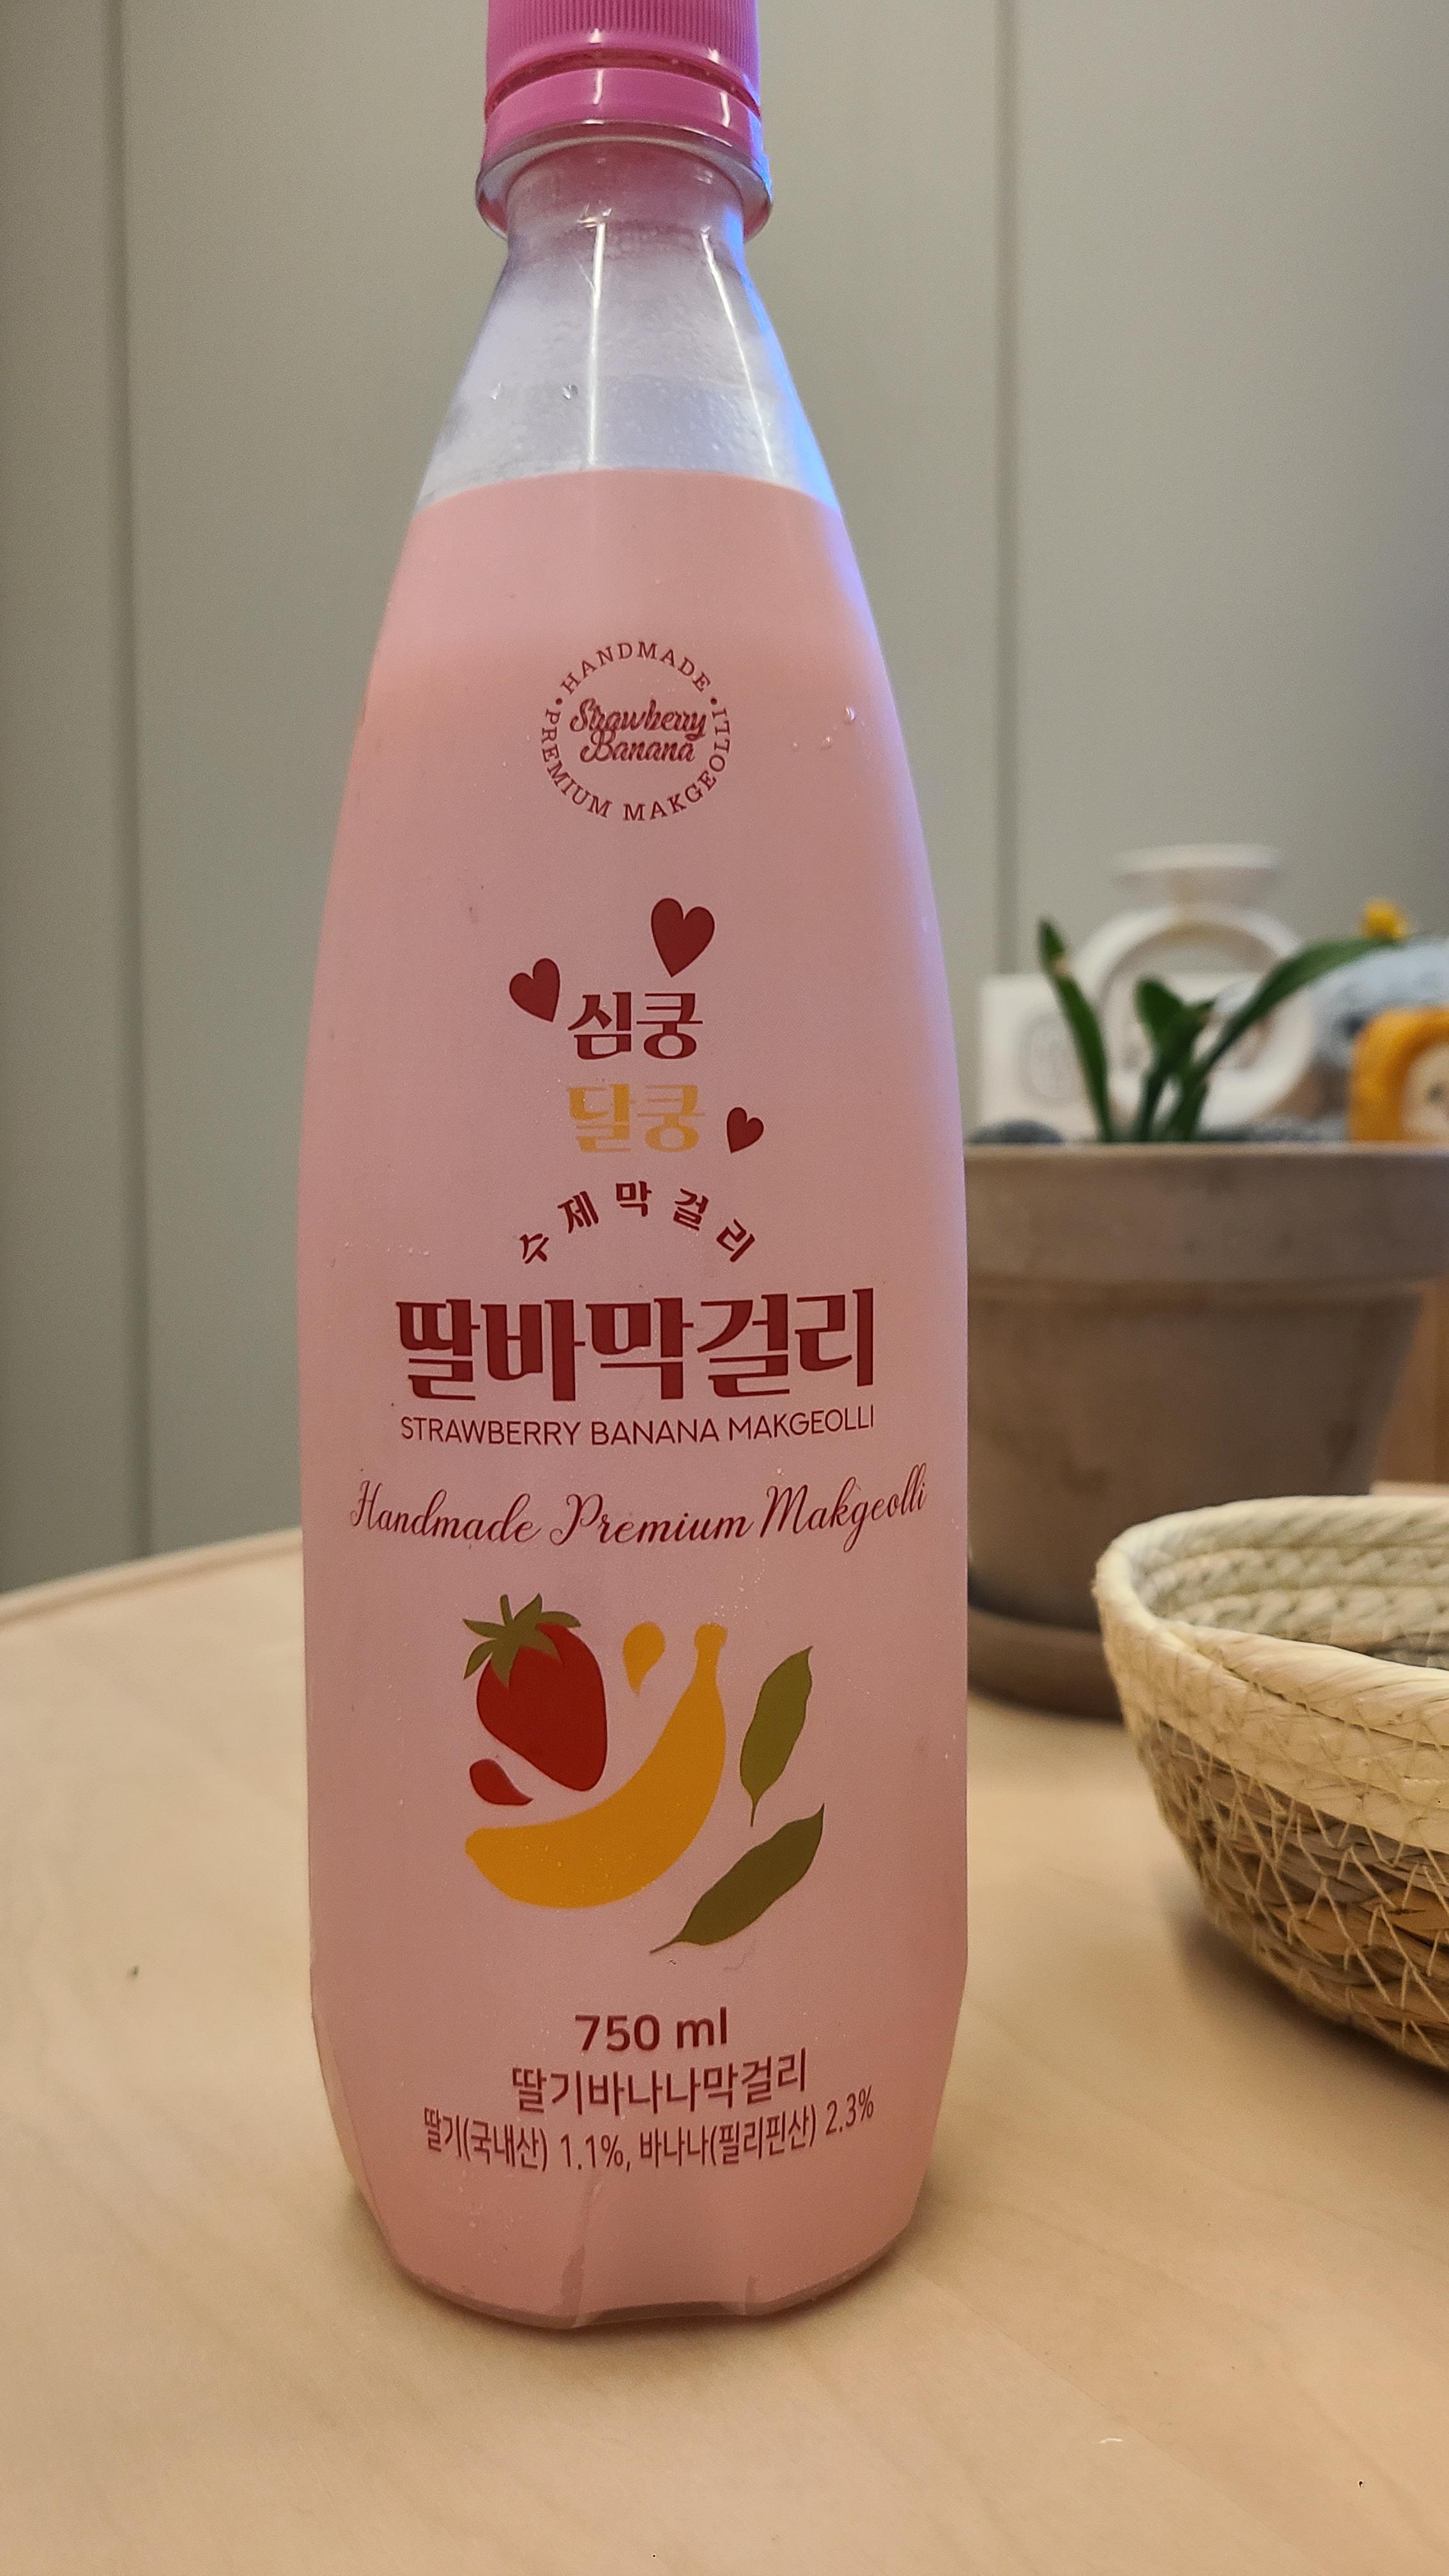 • HANDMADE •
PREMIUM MAKGEOLLI
Strawberry
Banana
심쿵
달쿵
수제막걸리
딸바막걸리
STRAWBERRY BANANA MAKGEOLLI
Handmade Premium Makgeolli
750 ml
딸기바나나막걸리
딸기(국내산) 1.1%, 바나나(필리핀산) 2.3%